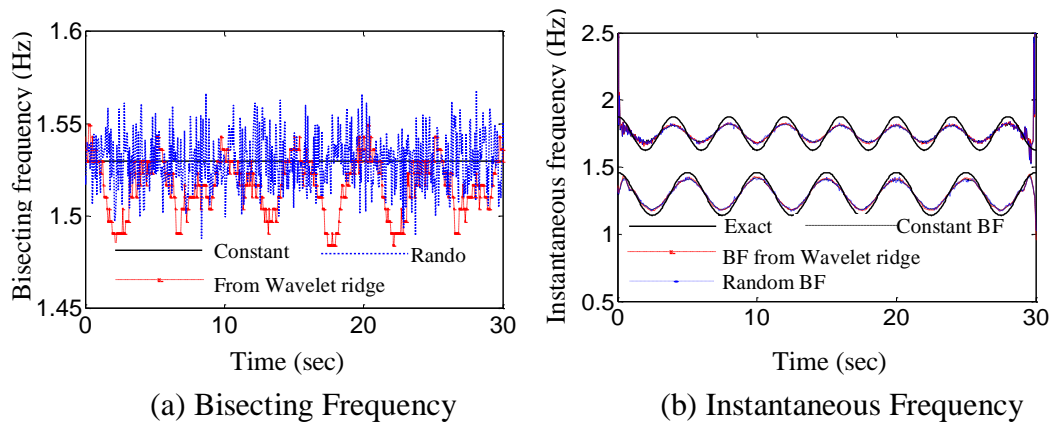 1.6
1.55
1.5
1.45
0
10
20
30
Bisecting frequency (Hz)
Constant
Rando
From Wavelet ridge
Time (sec)
(a) Bisecting Frequency
2.5
2
1.5
1
0.5
0
10
20
30
Instantaneous frequency (Hz)
Exact
Constant BF
BF from Wavelet ridge
Random BF
Time (sec)
(b) Instantaneous Frequency